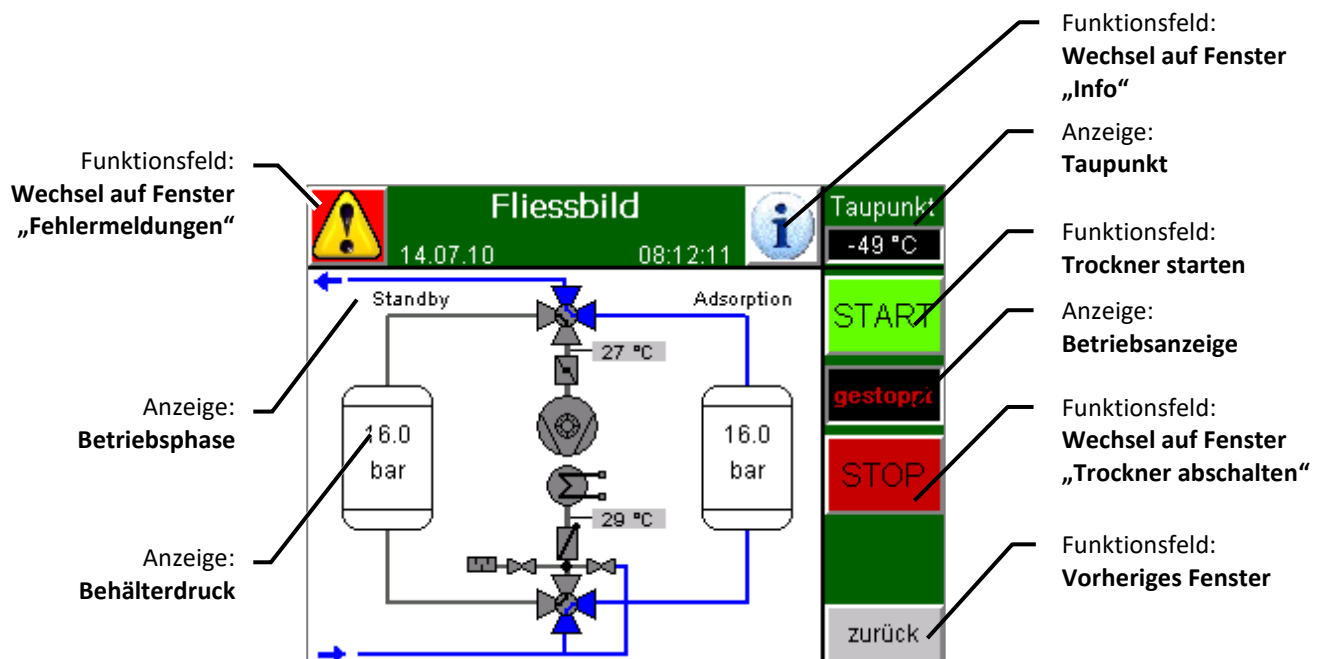 Funktionsfeld:
Wechsel auf Fenster
„Fehlermeldungen“
Anzeige:
Betriebsphase
Anzeige:
Behälterdruck
Fliessbild
14.07.10 08:12:11
Taupunkt
-49 °C
Standby
Adsorption
27 °C
16.0
bar
16.0
bar
29 °C
START
gestoppt
STOP
zurück
Funktionsfeld:
Wechsel auf Fenster
„Info“
Anzeige:
Taupunkt
Funktionsfeld:
Trockner starten
Anzeige:
Betriebsanzeige
Funktionsfeld:
Wechsel auf Fenster
„Trockner abschalten“
Funktionsfeld:
Vorheriges Fenster